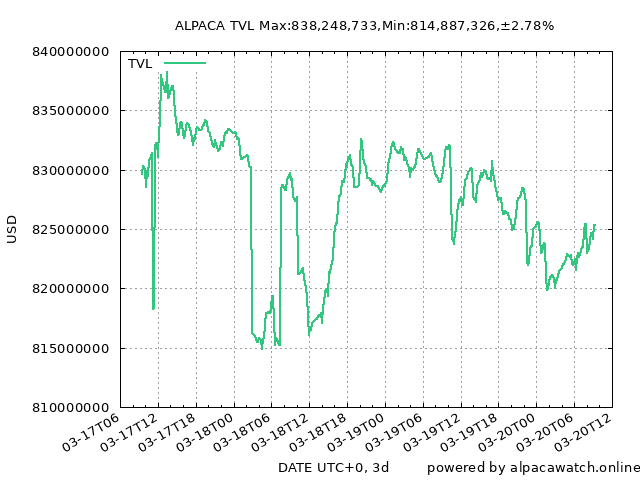 ALPACA TVL Max:838,248,733,Min:814,887,326,±2.78%
840000000
TVL
835000000
830000000
825000000
USD
820000000
815000000
810000000
03-17T06
03-17T12
03-17T18
03-18T00
03-18T06
03-18T12
03-18T18
03-19T00
03-19T06
03-19T12
03-19T18
03-20T00
03-20T06
03-20T12
DATE UTC+0, 3d
powered by alpacawatch.online